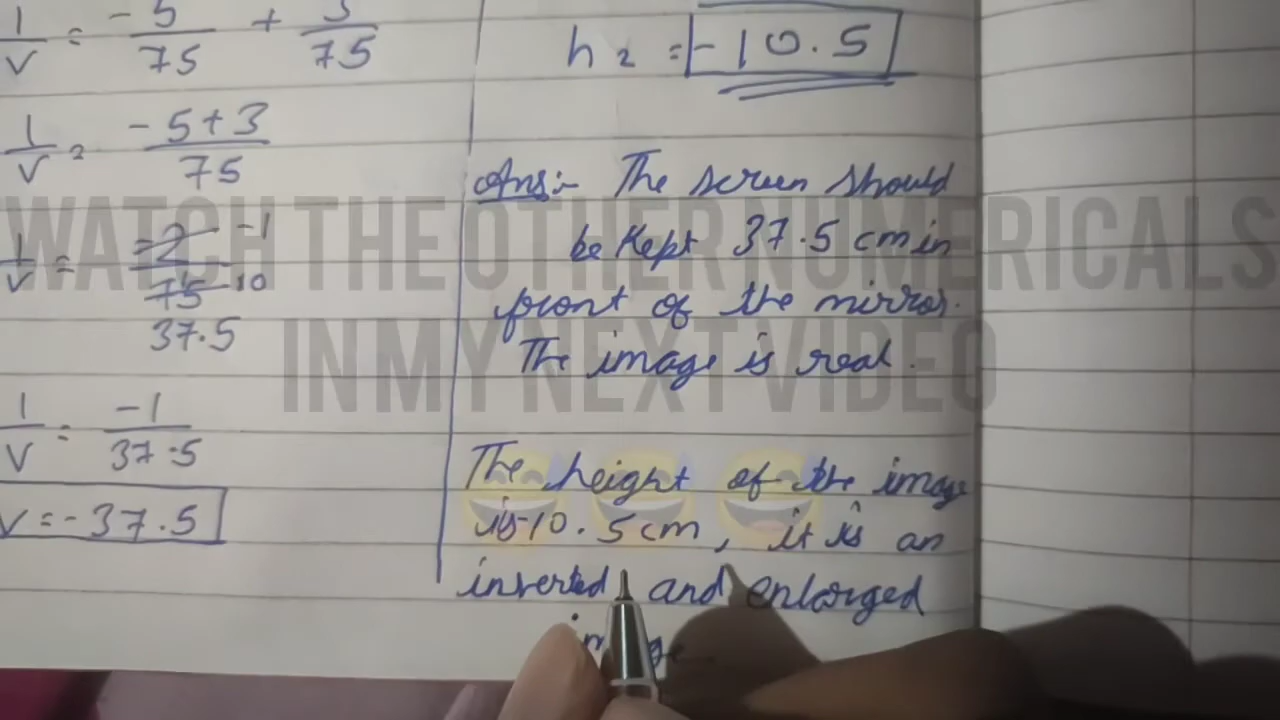 1/v = -5/75 + 3/75
1/v = -5+3/75
1/v = -2/75 -1/10
37.5
1/v = -1/37.5
v = -37.5
h2 = -10.5
Ans:- The screen should
be kept 37.5 cm in
front of the mirror.
The image is real.
The height of the image
is -10.5 cm, it is an
inverted and enlarged
image
WATCH THE OTHER NUMERICALS
IN MY NEXT VIDEO